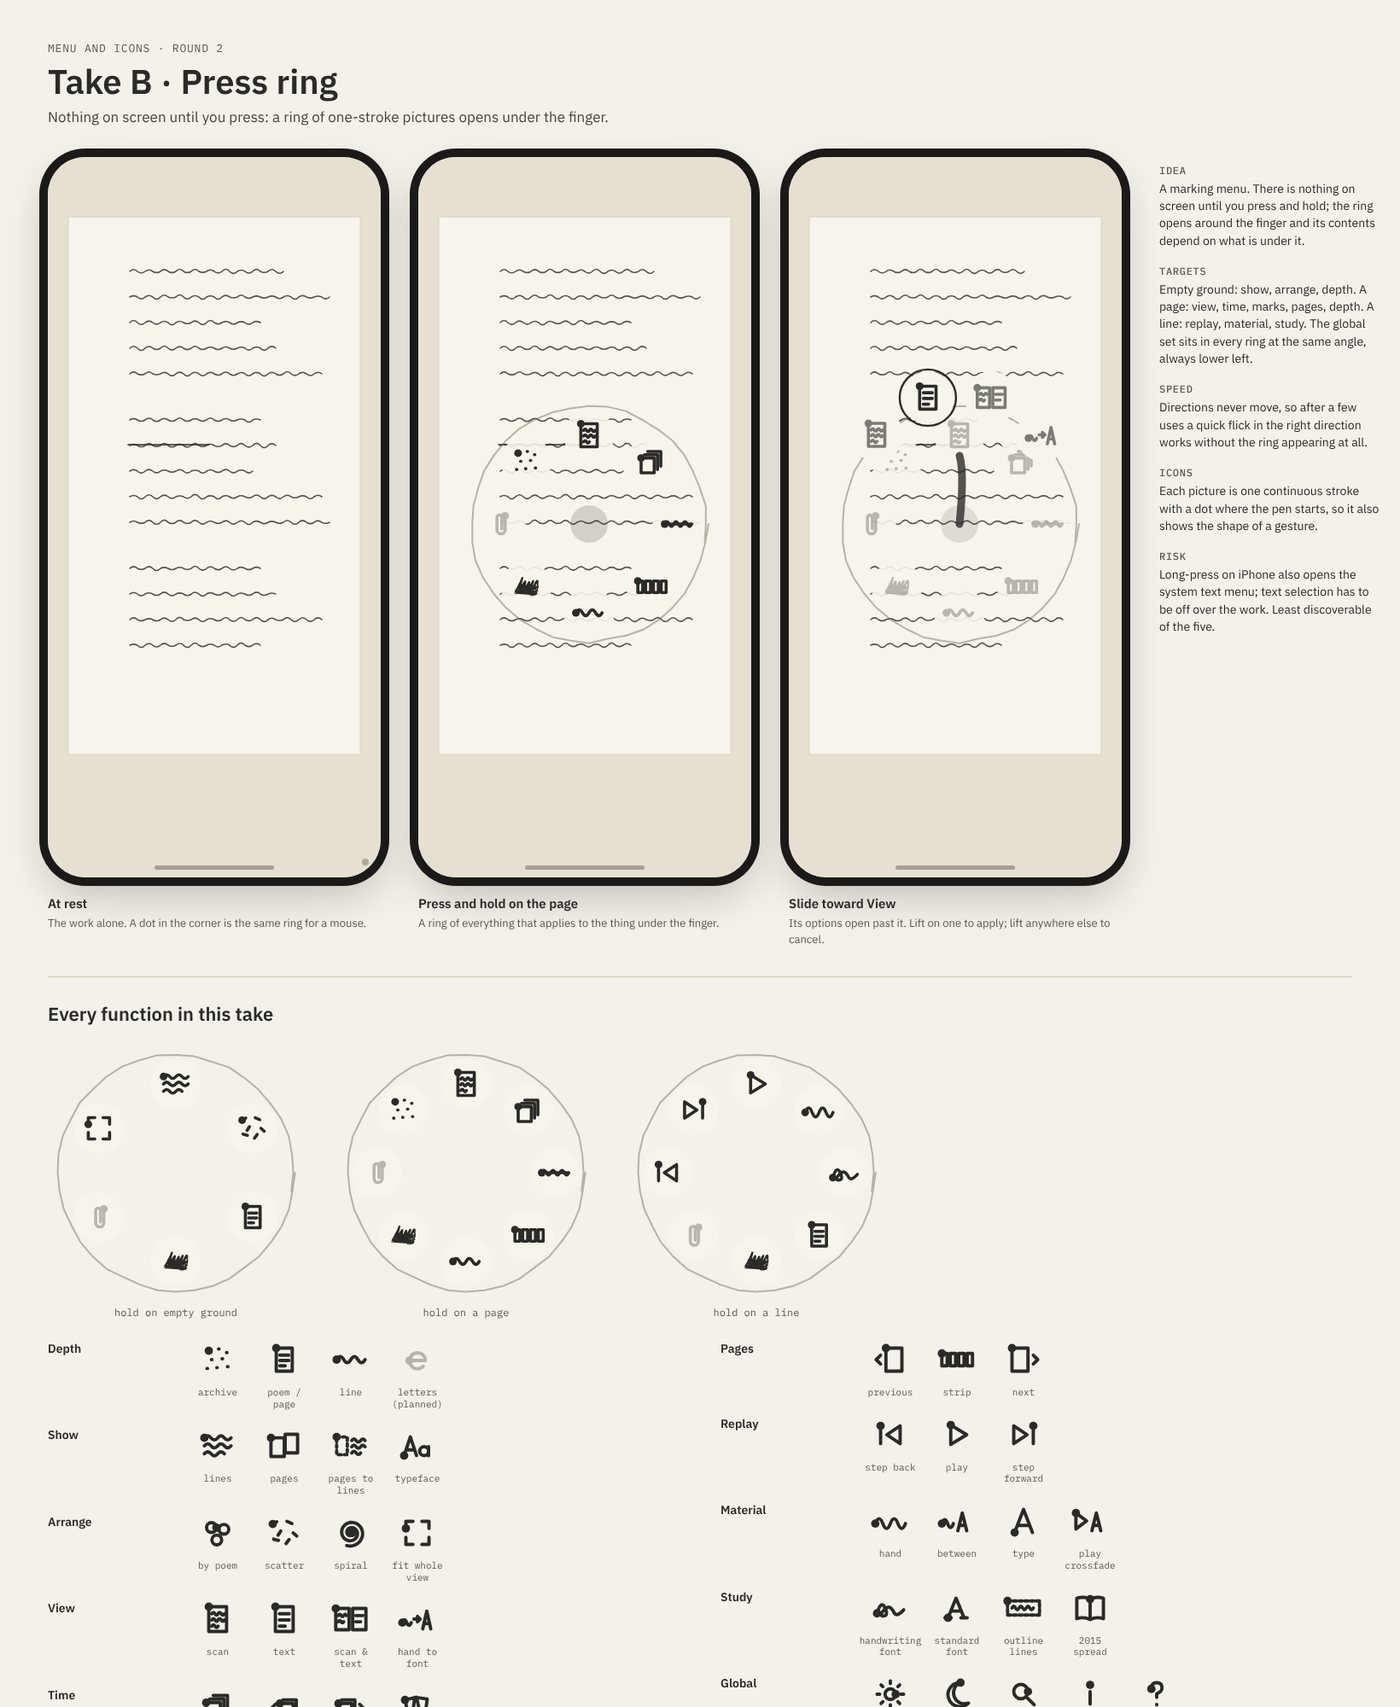 MENU AND ICONS · ROUND 2
Take B · Press ring
Nothing on screen until you press: a ring of one-stroke pictures opens under the finger.
IDEA
A marking menu. There is nothing on
screen until you press and hold; the ring
opens around the finger and its contents
depend on what is under it.
TARGETS
Empty ground: show, arrange, depth. A
page: view, time, marks, pages, depth. A
line: replay, material, study. The global
set sits in every ring at the same angle,
always lower left.
SPEED
Directions never move, so after a few
uses a quick flick in the right direction
works without the ring appearing at all.
ICONS
Each picture is one continuous stroke
with a dot where the pen starts, so it also
shows the shape of a gesture.
RISK
Long-press on iPhone also opens the
system text menu; text selection has to
be off over the work. Least discoverable
of the five.
At rest
The work alone. A dot in the corner is the same ring for a mouse.
Press and hold on the page
A ring of everything that applies to the thing under the finger.
Slide toward View
Its options open past it. Lift on one to apply; lift anywhere else to
cancel.
Every function in this take
hold on empty ground
hold on a page
hold on a line
Depth
archive
poem /
page
line
letters
(planned)
Show
lines
pages
pages to
lines
typeface
Arrange
by poem
scatter
spiral
fit whole
view
View
scan
text
scan &
text
hand to
font
Time
Pages
previous
strip
next
Replay
step back
play
step
forward
Material
hand
between
type
play
crossfade
Study
handwriting
font
standard
font
outline
lines
2015
spread
Global